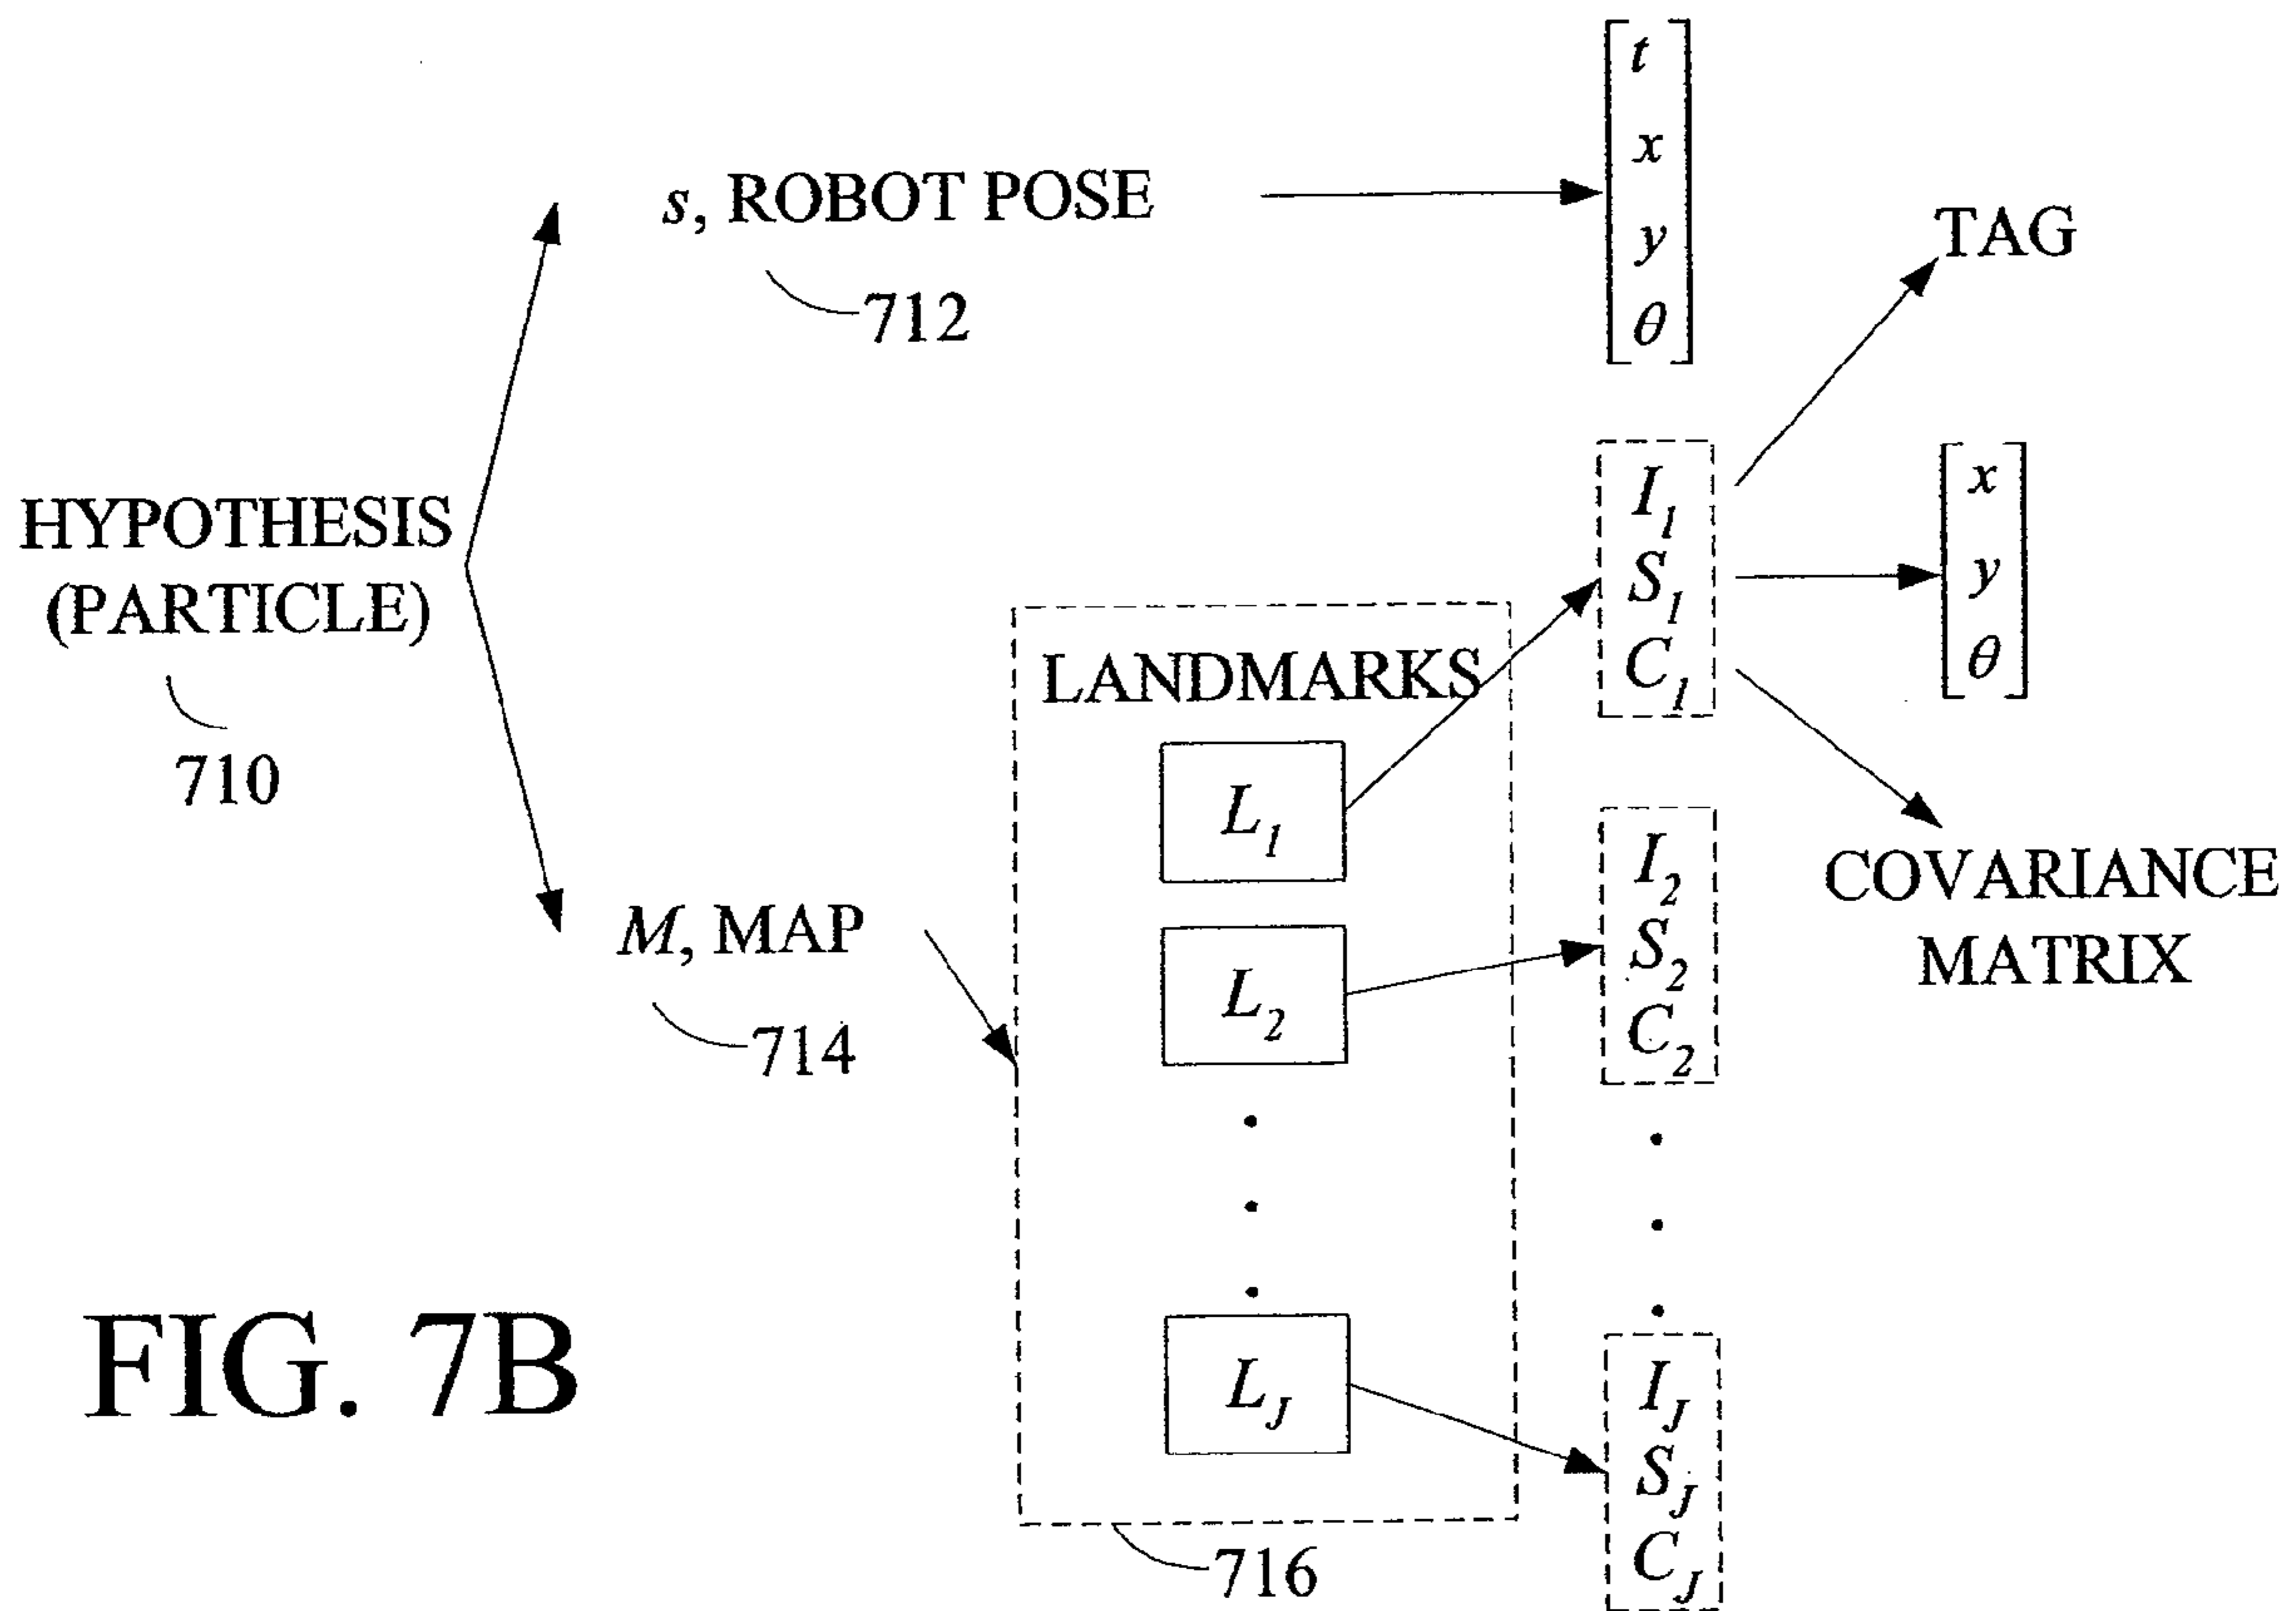 s, ROBOT POSE
712
t
x
y
θ
TAG
HYPOTHESIS
(PARTICLE)
710
M, MAP
714
LANDMARKS
L1
L2
.
.
.
LJ
716
I1
S1
C1
x
y
θ
COVARIANCE
MATRIX
I2
S2
C2
.
.
.
IJ
SJ
CJ
FIG. 7B